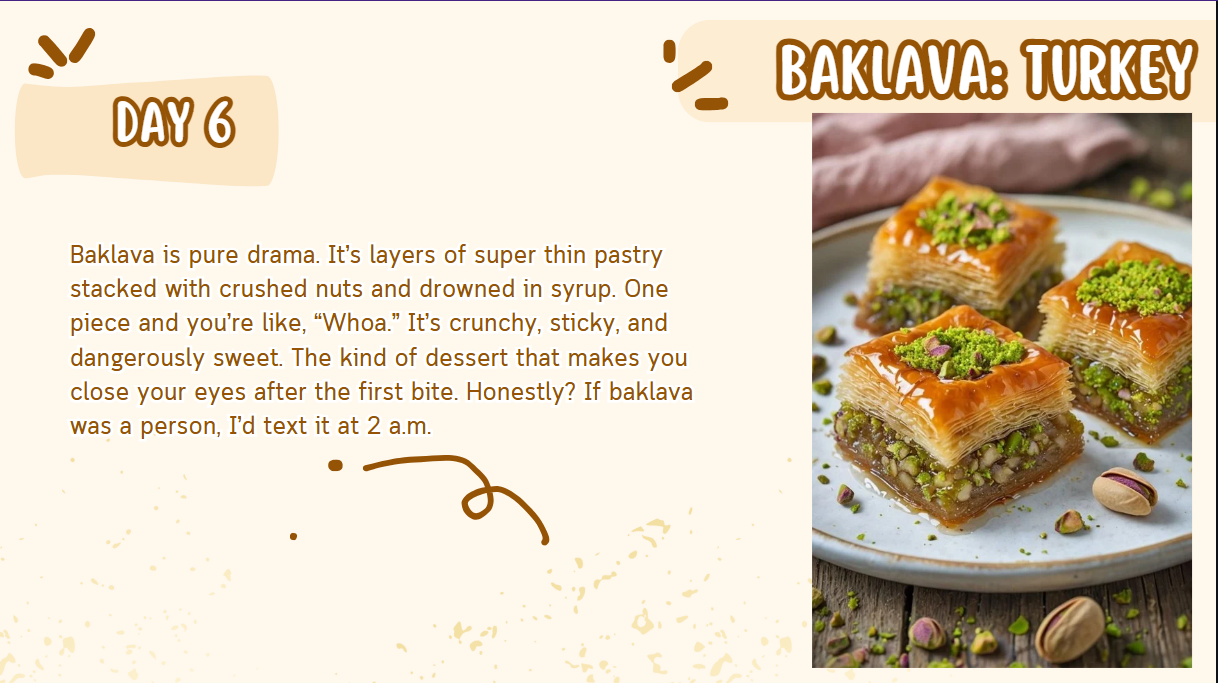 DAY 6
BAKLAVA: TURKEY
Baklava is pure drama. It’s layers of super thin pastry
stacked with crushed nuts and drowned in syrup. One
piece and you’re like, “Whoa.” It’s crunchy, sticky, and
dangerously sweet. The kind of dessert that makes you
close your eyes after the first bite. Honestly? If baklava
was a person, I’d text it at 2 a.m.